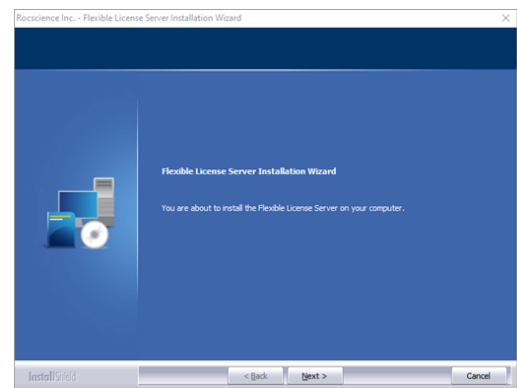 Rocscience Inc. - Flexible License Server Installation Wizard
Flexible License Server Installation Wizard
You are about to install the Flexible License Server on your computer.
InstallShield
< Back Next > Cancel